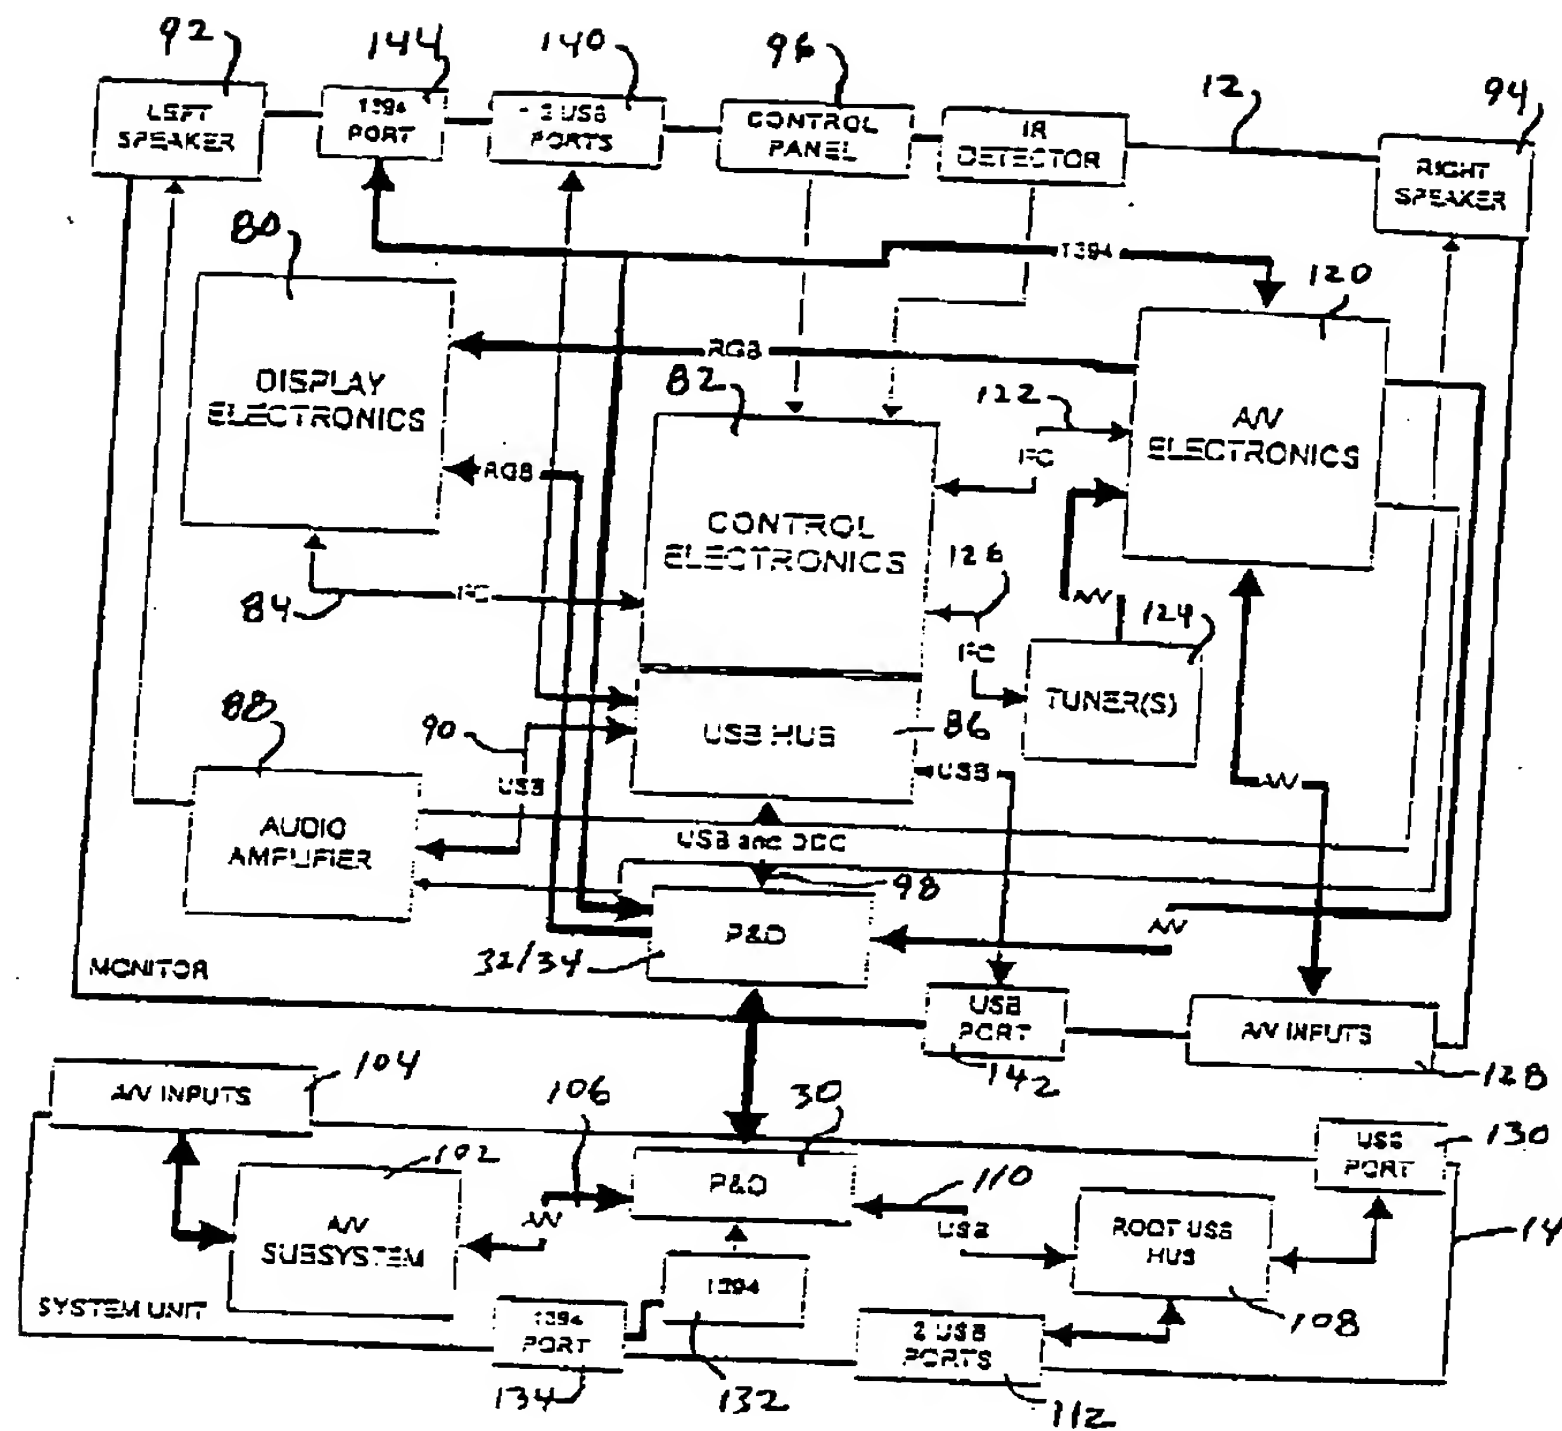 92
144
140
96
12
94
LEFT
SPEAKER
1394
PORT
2 USB
PORTS
CONTROL
PANEL
IR
DETECTOR
RIGHT
SPEAKER
80
1394
120
RGB
DISPLAY
ELECTRONICS
82
122
A/V
ELECTRONICS
I²C
RGB
CONTROL
ELECTRONICS
126
84
I²C
A/V
124
I²C
TUNER(S)
88
90
USB HUB
86
USB
USB
A/V
AUDIO
AMPLIFIER
USB and DDC
98
P&D
A/V
32/34
MONITOR
USB
PORT
A/V INPUTS
142
128
104
A/V INPUTS
106
30
130
USB
PORT
102
P&D
110
A/V
SUBSYSTEM
A/V
USB
ROOT USB
HUB
14
SYSTEM UNIT
1394
1394
PORT
2 USB
PORTS
108
134
132
112